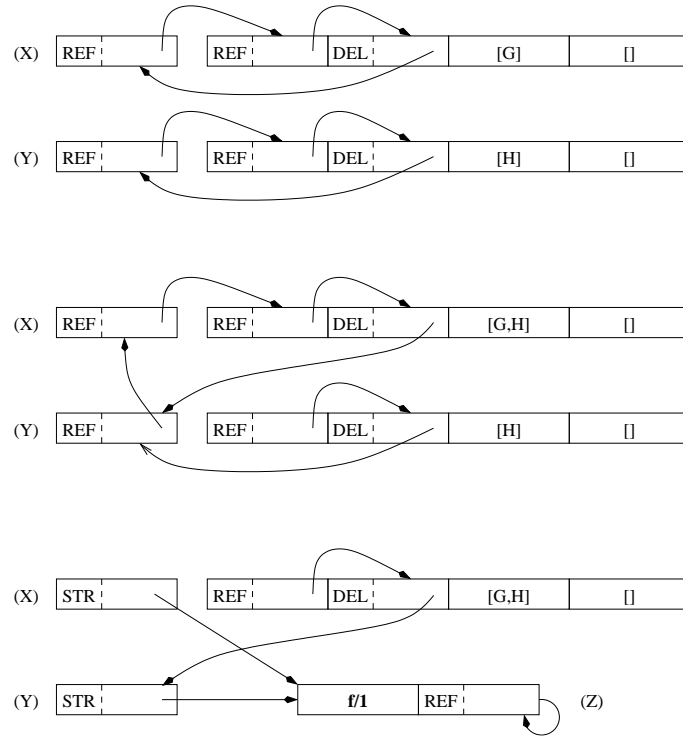 (X) REF REF DEL [G] []
(Y) REF REF DEL [H] []
(X) REF REF DEL [G,H] []
(Y) REF REF DEL [H] []
(X) STR REF DEL [G,H] []
(Y) STR f/1 REF (Z)